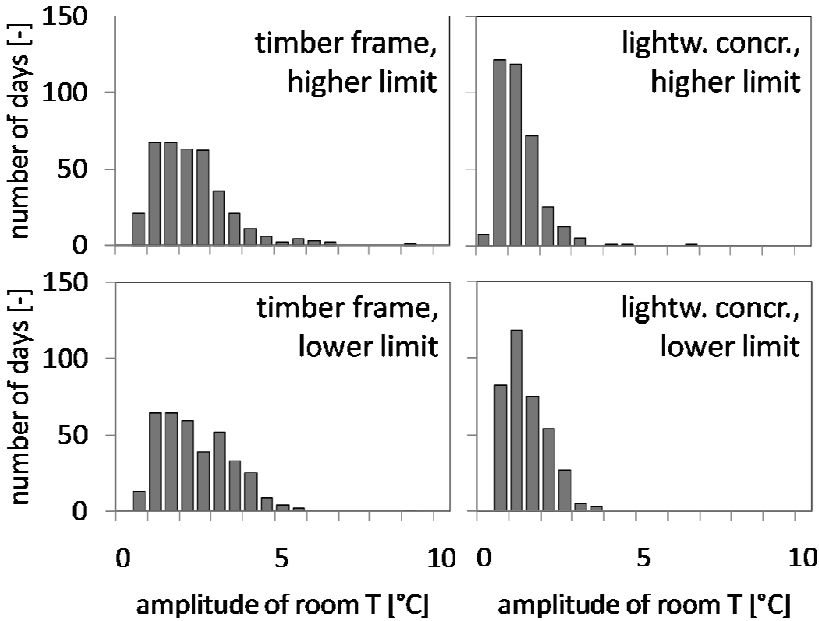 150
100
50
0
number of days [-]
timber frame,
higher limit
lightw. concr.,
higher limit
150
100
50
0
number of days [-]
timber frame,
lower limit
lightw. concr.,
lower limit
0 5 10
0 5 10
amplitude of room T [°C]
amplitude of room T [°C]